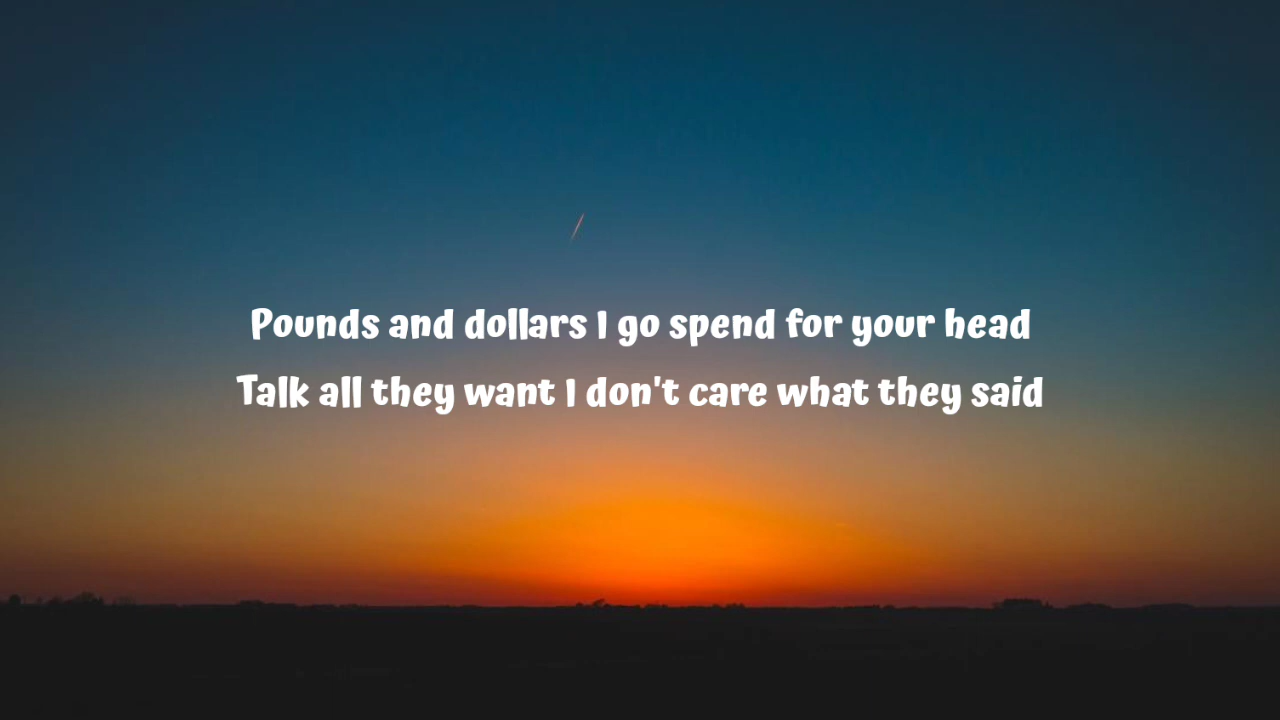 Pounds and dollars I go spend for your head
Talk all they want I don't care what they said